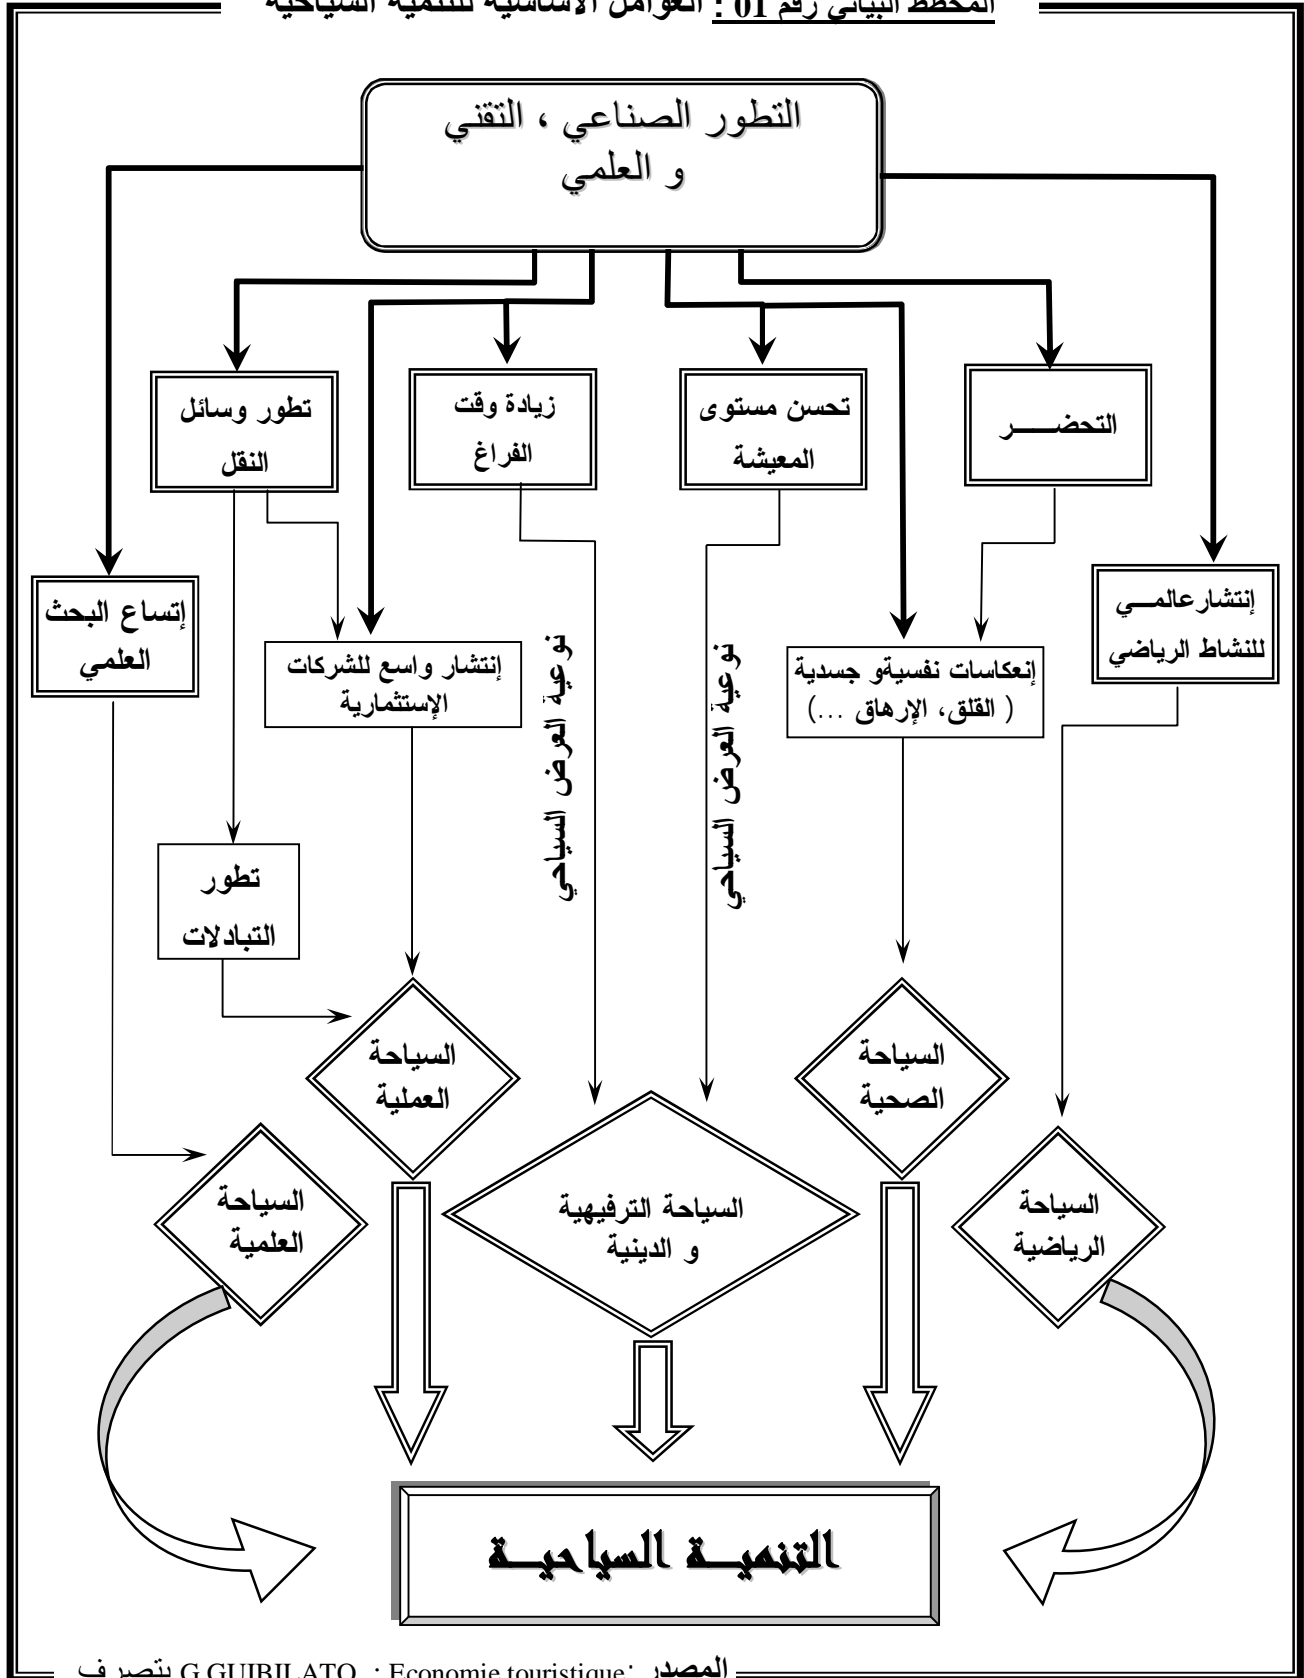 المخطط البياني رقم 01 : العوامل الأساسية للتنمية السياحية
التطور الصناعي ، التقني
و العلمي
التحضـــــــر
تحسن مستوى
المعيشة
زيادة وقت
الفراغ
تطور وسائل
النقل
إنتشارعالمـــي
للنشاط الرياضي
إتساع البحث
العلمي
إنعكاسات نفسيةو جسدية
( القلق، الإرهاق ...)
إنتشار واسع للشركات
الإستثمارية
نوعية العرض السياحي
نوعية العرض السياحي
تطور
التبادلات
السياحة
الصحية
السياحة
العملية
السياحة
الرياضية
السياحة الترفيهية
و الدينية
السياحة
العلمية
التنميــة السياحيــة
المصدر :G.GUIBILATO : Economie touristique بتصرف